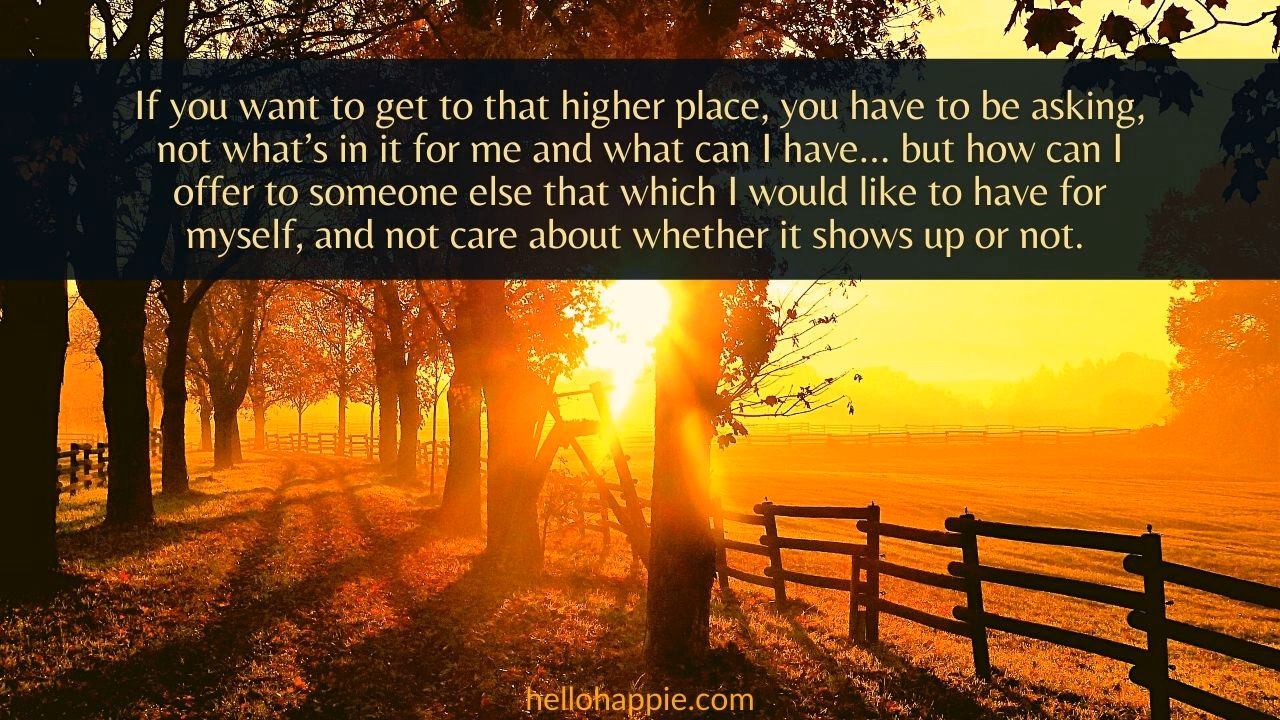 If you want to get to that higher place, you have to be asking,
not what’s in it for me and what can I have... but how can I
offer to someone else that which I would like to have for
myself, and not care about whether it shows up or not.
hellohappie.com